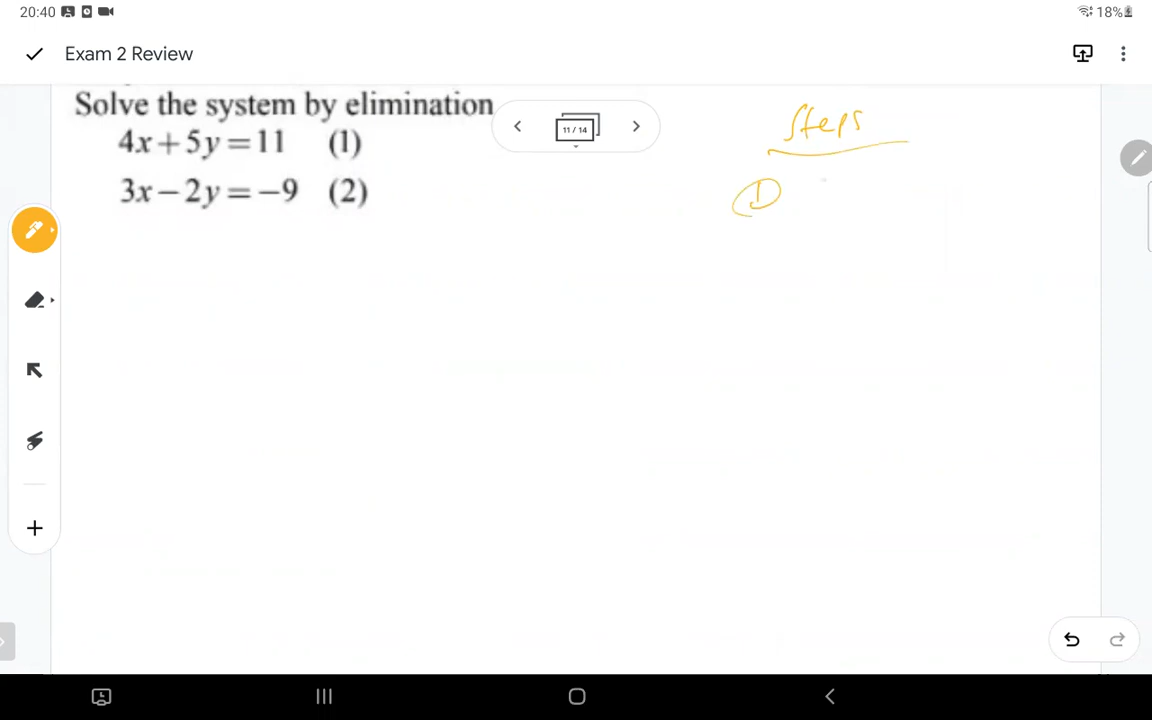 20:40
18%
Exam 2 Review
Solve the system by elimination
11 / 14
4x+5y=11 (1)
3x−2y=−9 (2)
Steps
①